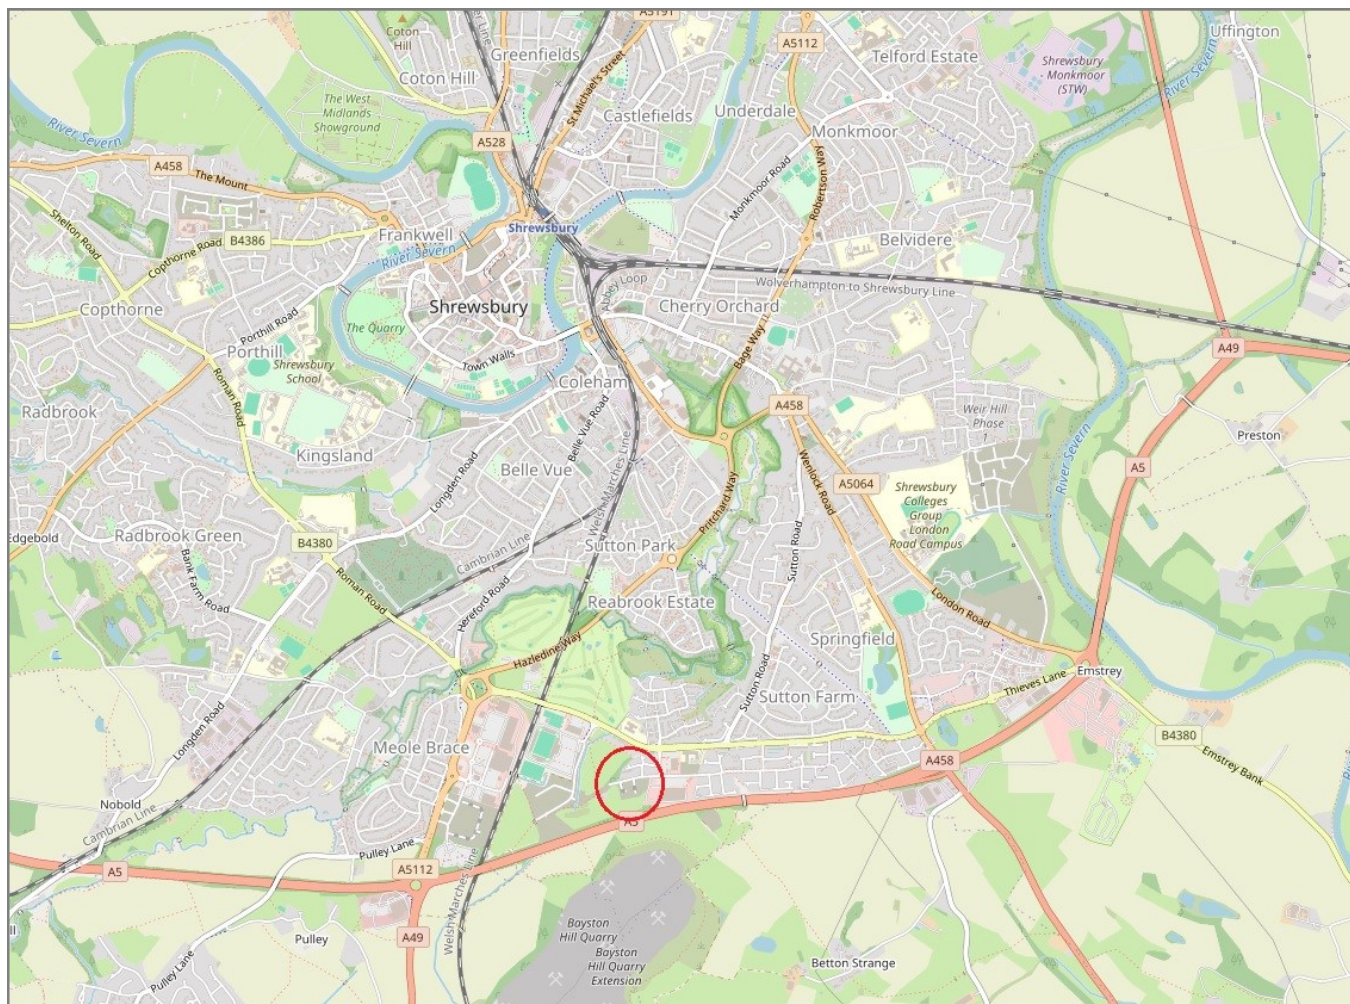 Coton
Hill
Greenfields
A5191
A5112
Telford Estate
Uffington
Coton Hill
St Michael's Street
Shrewsbury
- Monkmoor
(STW)
River Severn
The West
Midlands
Showground
Castlefields
Underdale
Monkmoor
River Severn
A528
A458
The Mount
Monkmoor Road
Robertson Way
Shelton Road
Copthorne Road
B4386
Frankwell
River Severn
Shrewsbury
Belvidere
Abbey Loop
Wolverhampton to Shrewsbury Line
Copthorne
Porthill Road
The Quarry
Shrewsbury
Cherry Orchard
Porthill
Shrewsbury
School
Town Walls
Bage Way
A49
Roman Road
Coleham
Radbrook
A458
Weir Hill
Phase
1
Preston
Kingsland
Longden Road
Belle Vue
Belle Vue Road
Welsh Marches Line
Wenlock Road
A5064
Shrewsbury
Colleges
Group
London
Road Campus
River Severn
A5
Edgebold
Radbrook Green
B4380
Pritchard Way
Sutton Road
Cambrian Line
Sutton Park
Bank Farm Road
Roman Road
Hereford Road
Reabrook Estate
London Road
Hazledine Way
Springfield
Sutton Road
Emstrey
Thieves Lane
Sutton Farm
Longden Road
Meole Brace
B4380
Emstrey Bank
A458
Nobold
Cambrian Line
A5
Pulley Lane
A5
A5112
Welsh Marches Line
Bayston
Hill Quarry
Bayston
Hill Quarry
Extension
A49
Pulley
Pulley Lane
Betton Strange